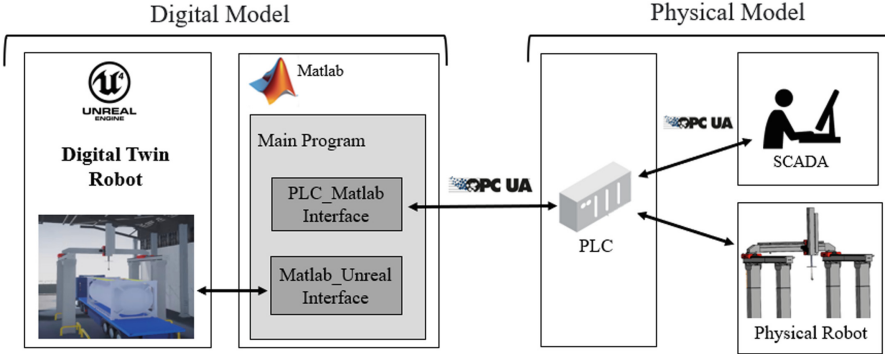 Digital Model
Physical Model
4
UNREAL
ENGINE
Digital Twin
Robot
Matlab
Main Program
PLC_Matlab
Interface
Matlab_Unreal
Interface
OPC UA
PLC
OPC UA
SCADA
Physical Robot